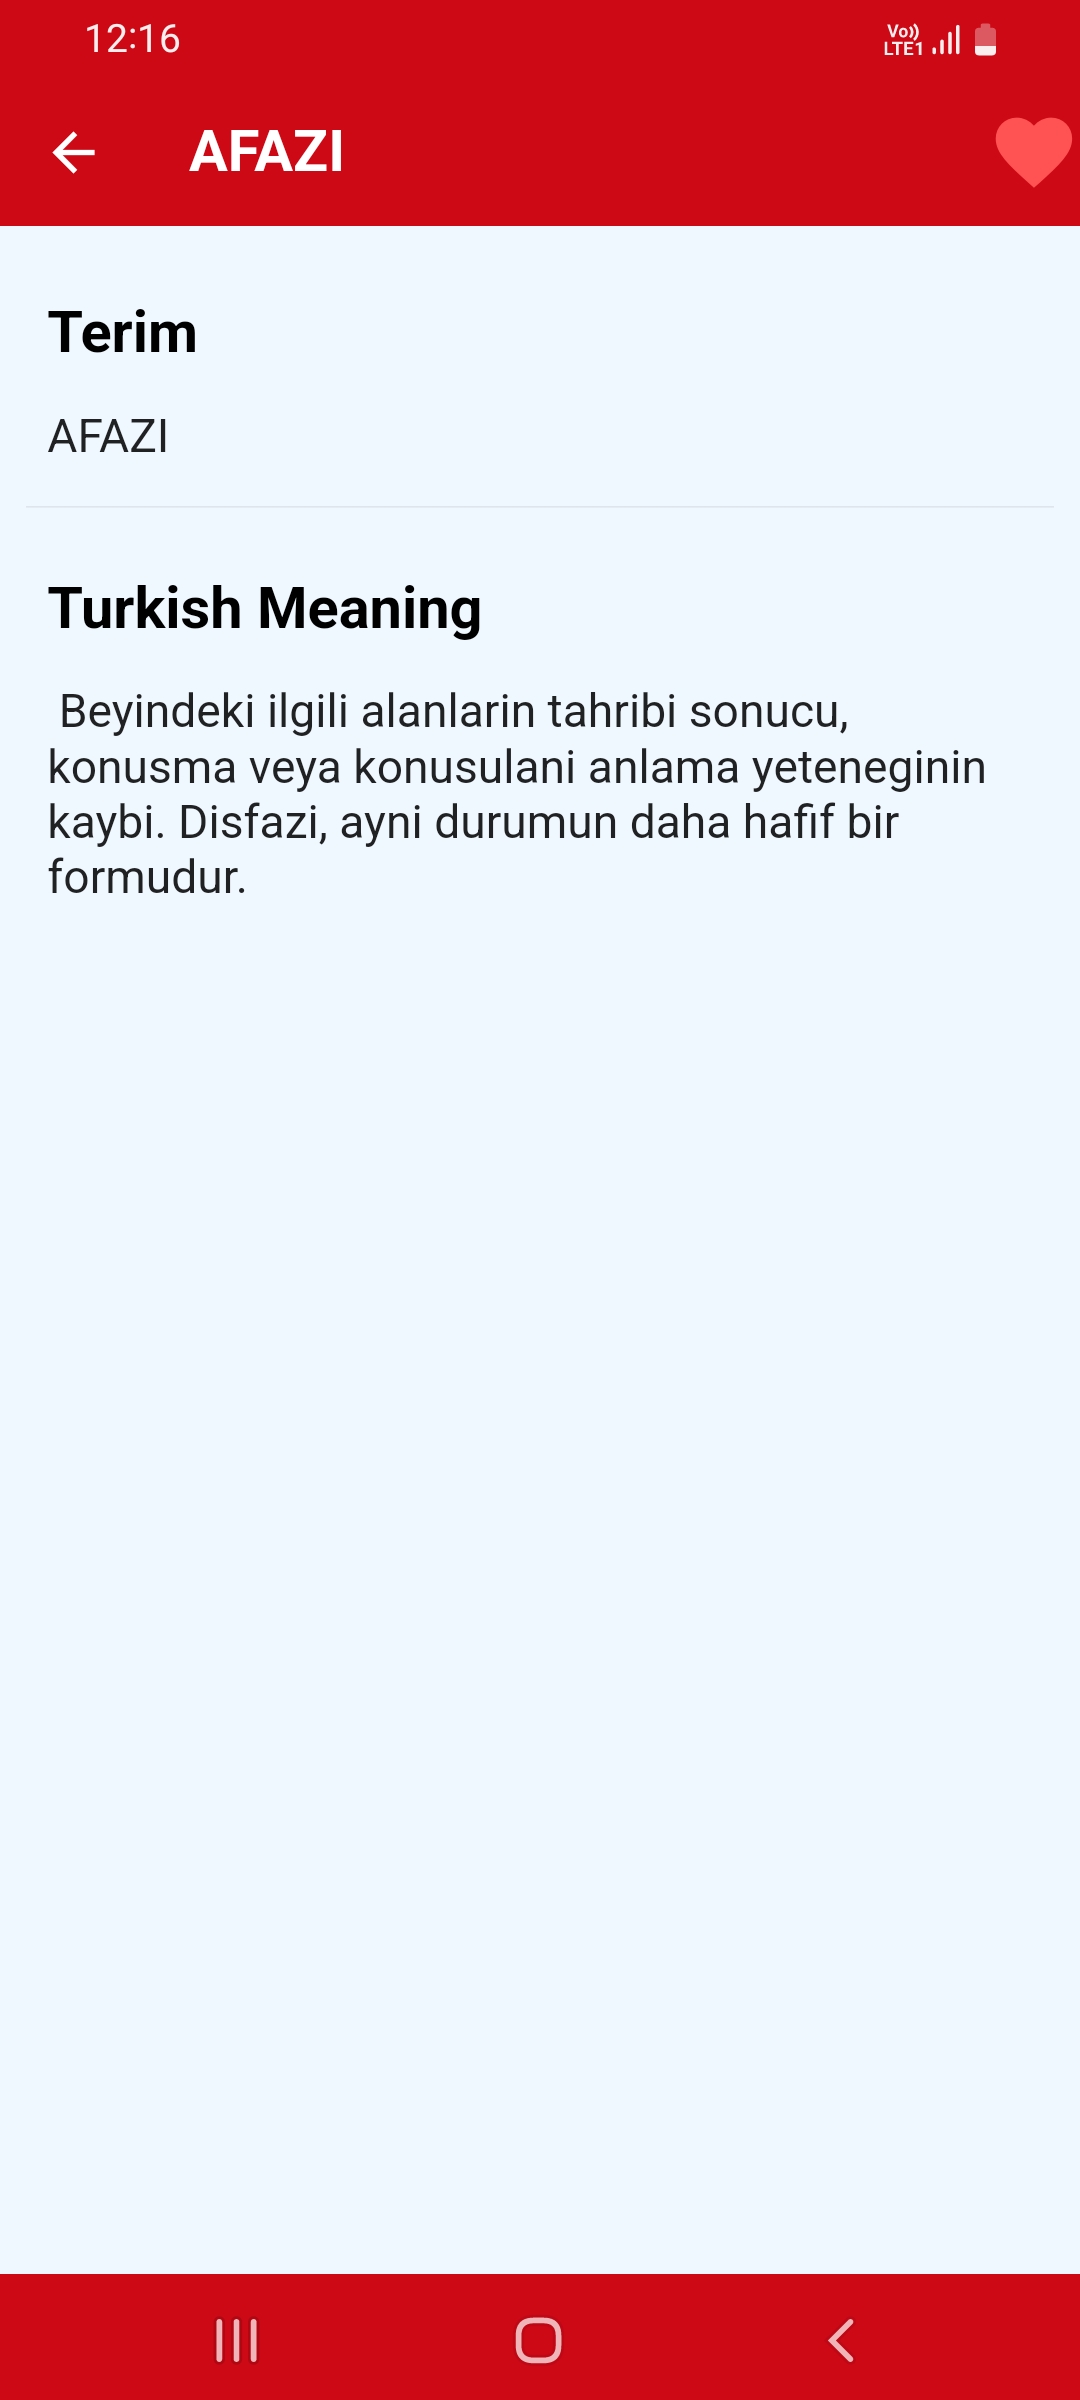 12:16
Vo))
LTE1
AFAZI
Terim
AFAZI
Turkish Meaning
Beyindeki ilgili alanlarin tahribi sonucu,
konusma veya konusulani anlama yeteneginin
kaybi. Disfazi, ayni durumun daha hafif bir
formudur.